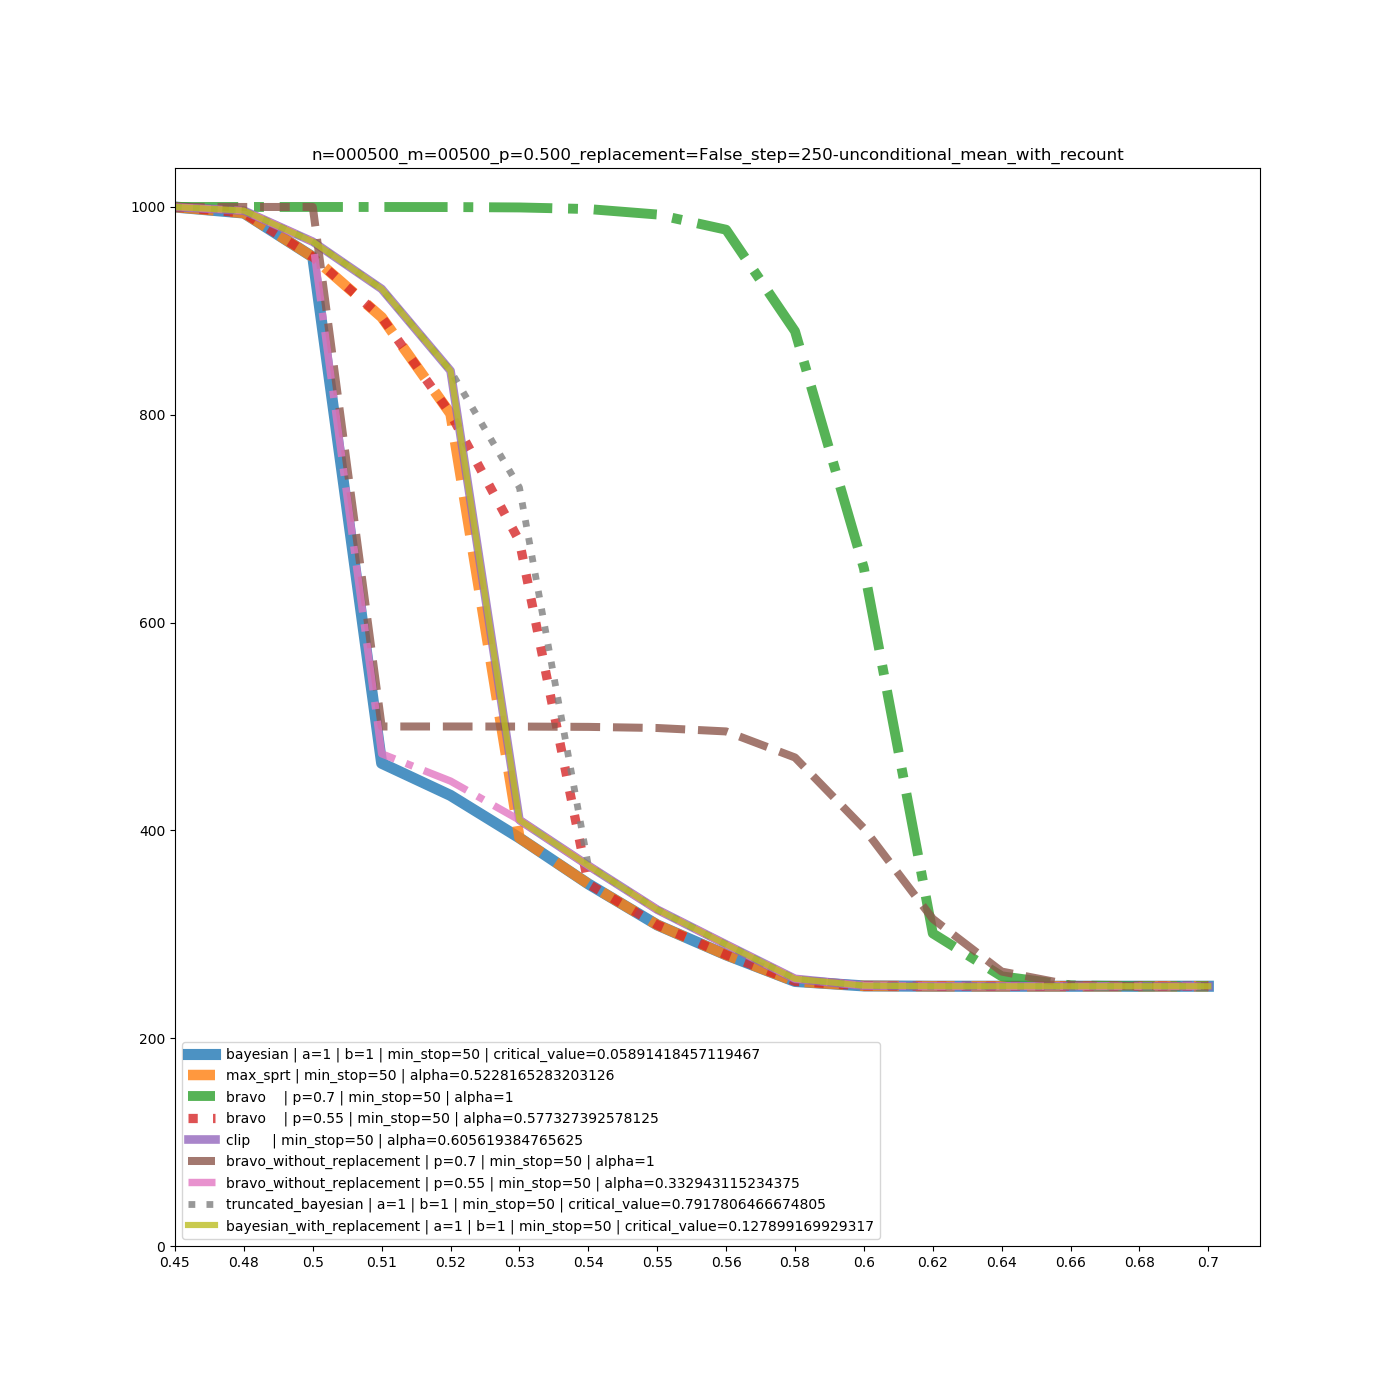 n=000500_m=00500_p=0.500_replacement=False_step=250-unconditional_mean_with_recount
1000
800
600
400
200
0
bayesian | a=1 | b=1 | min_stop=50 | critical_value=0.05891418457119467
max_sprt | min_stop=50 | alpha=0.5228165283203126
bravo | p=0.7 | min_stop=50 | alpha=1
bravo | p=0.55 | min_stop=50 | alpha=0.577327392578125
clip | min_stop=50 | alpha=0.605619384765625
bravo_without_replacement | p=0.7 | min_stop=50 | alpha=1
bravo_without_replacement | p=0.55 | min_stop=50 | alpha=0.332943115234375
truncated_bayesian | a=1 | b=1 | min_stop=50 | critical_value=0.7917806466674805
bayesian_with_replacement | a=1 | b=1 | min_stop=50 | critical_value=0.127899169929317
0.45 0.48 0.5 0.51 0.52 0.53 0.54 0.55 0.56 0.58 0.6 0.62 0.64 0.66 0.68 0.7